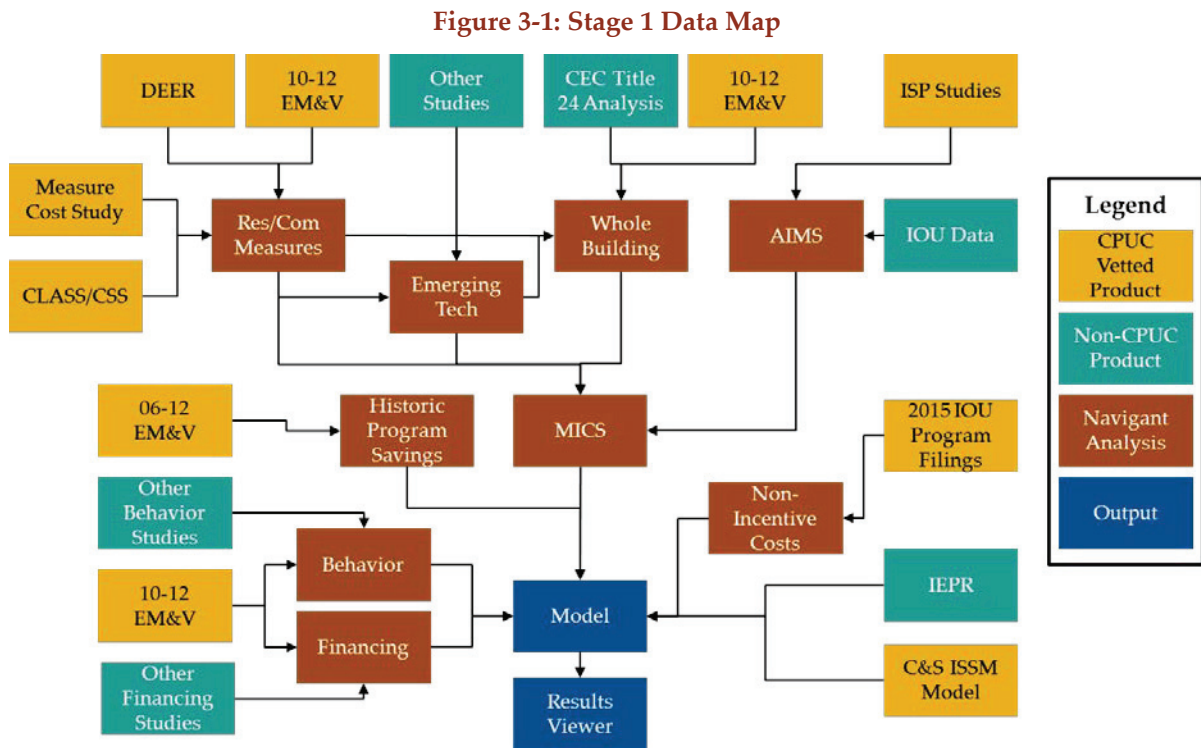 Figure 3-1: Stage 1 Data Map
DEER
10-12
EM&V
Other
Studies
CEC Title
24 Analysis
10-12
EM&V
ISP Studies
Measure
Cost Study
Res/Com
Measures
Whole
Building
AIMS
IOU Data
CLASS/CSS
Emerging
Tech
06-12
EM&V
Historic
Program
Savings
MICS
2015 IOU
Program
Filings
Other
Behavior
Studies
Non-
Incentive
Costs
Behavior
10-12
EM&V
Financing
Model
IEPR
Other
Financing
Studies
Results
Viewer
C&S ISSM
Model
Legend
CPUC
Vetted
Product
Non-CPUC
Product
Navigant
Analysis
Output